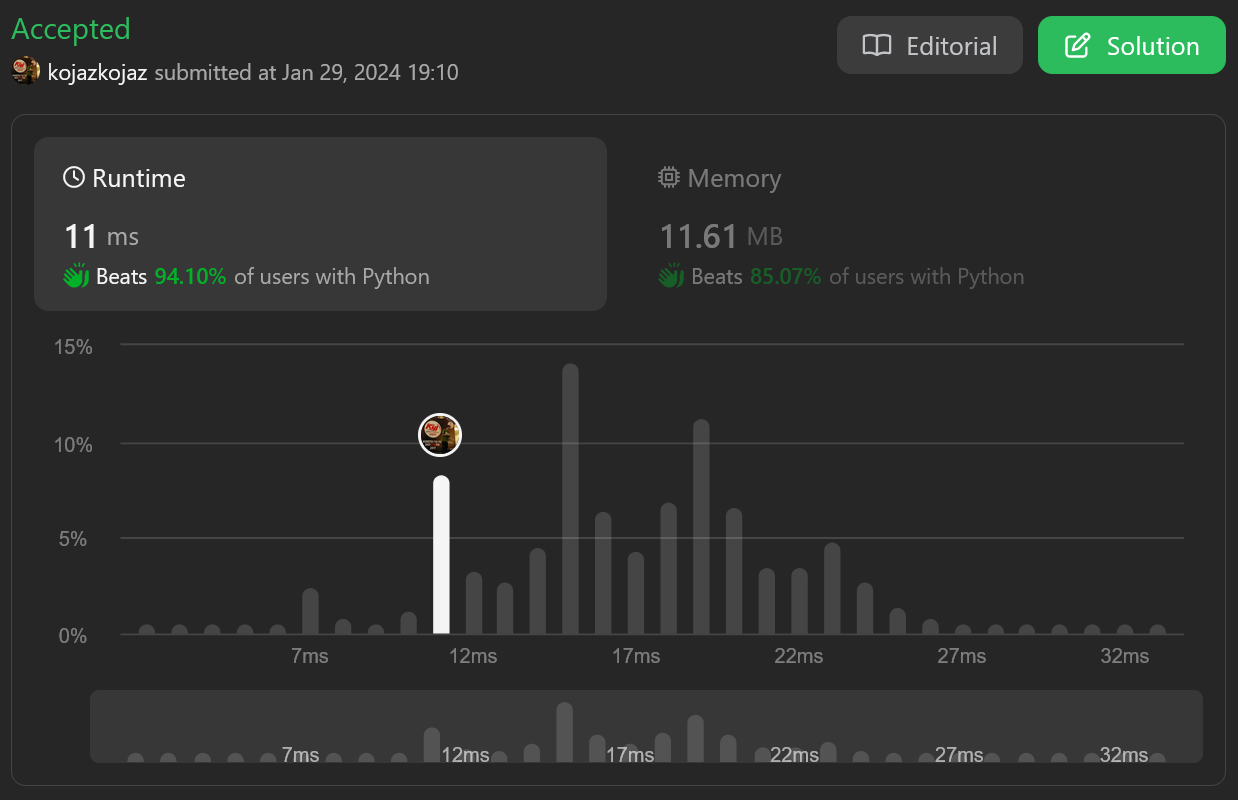 Accepted
kojazkojaz submitted at Jan 29, 2024 19:10
Editorial
Solution
Runtime
11 ms
Beats 94.10% of users with Python
Memory
11.61 MB
Beats 85.07% of users with Python
15%
10%
5%
0%
7ms 12ms 17ms 22ms 27ms 32ms
7ms 12ms 17ms 22ms 27ms 32ms